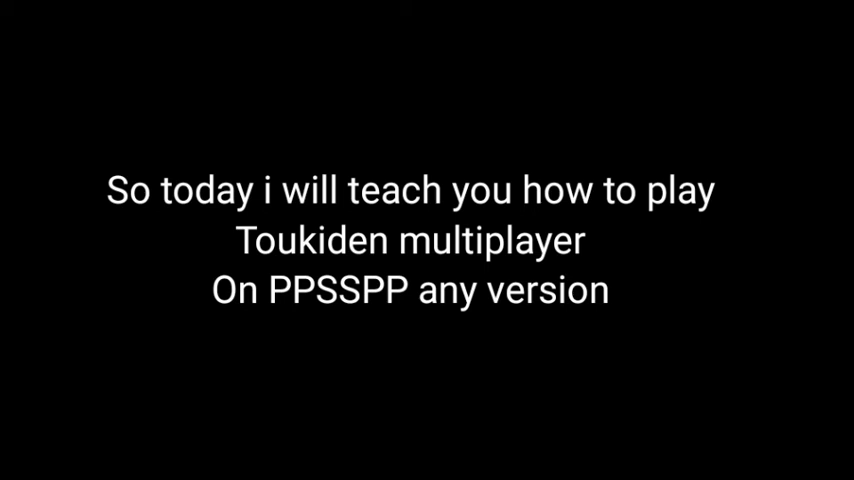 So today i will teach you how to play
Toukiden multiplayer
On PPSSPP any version